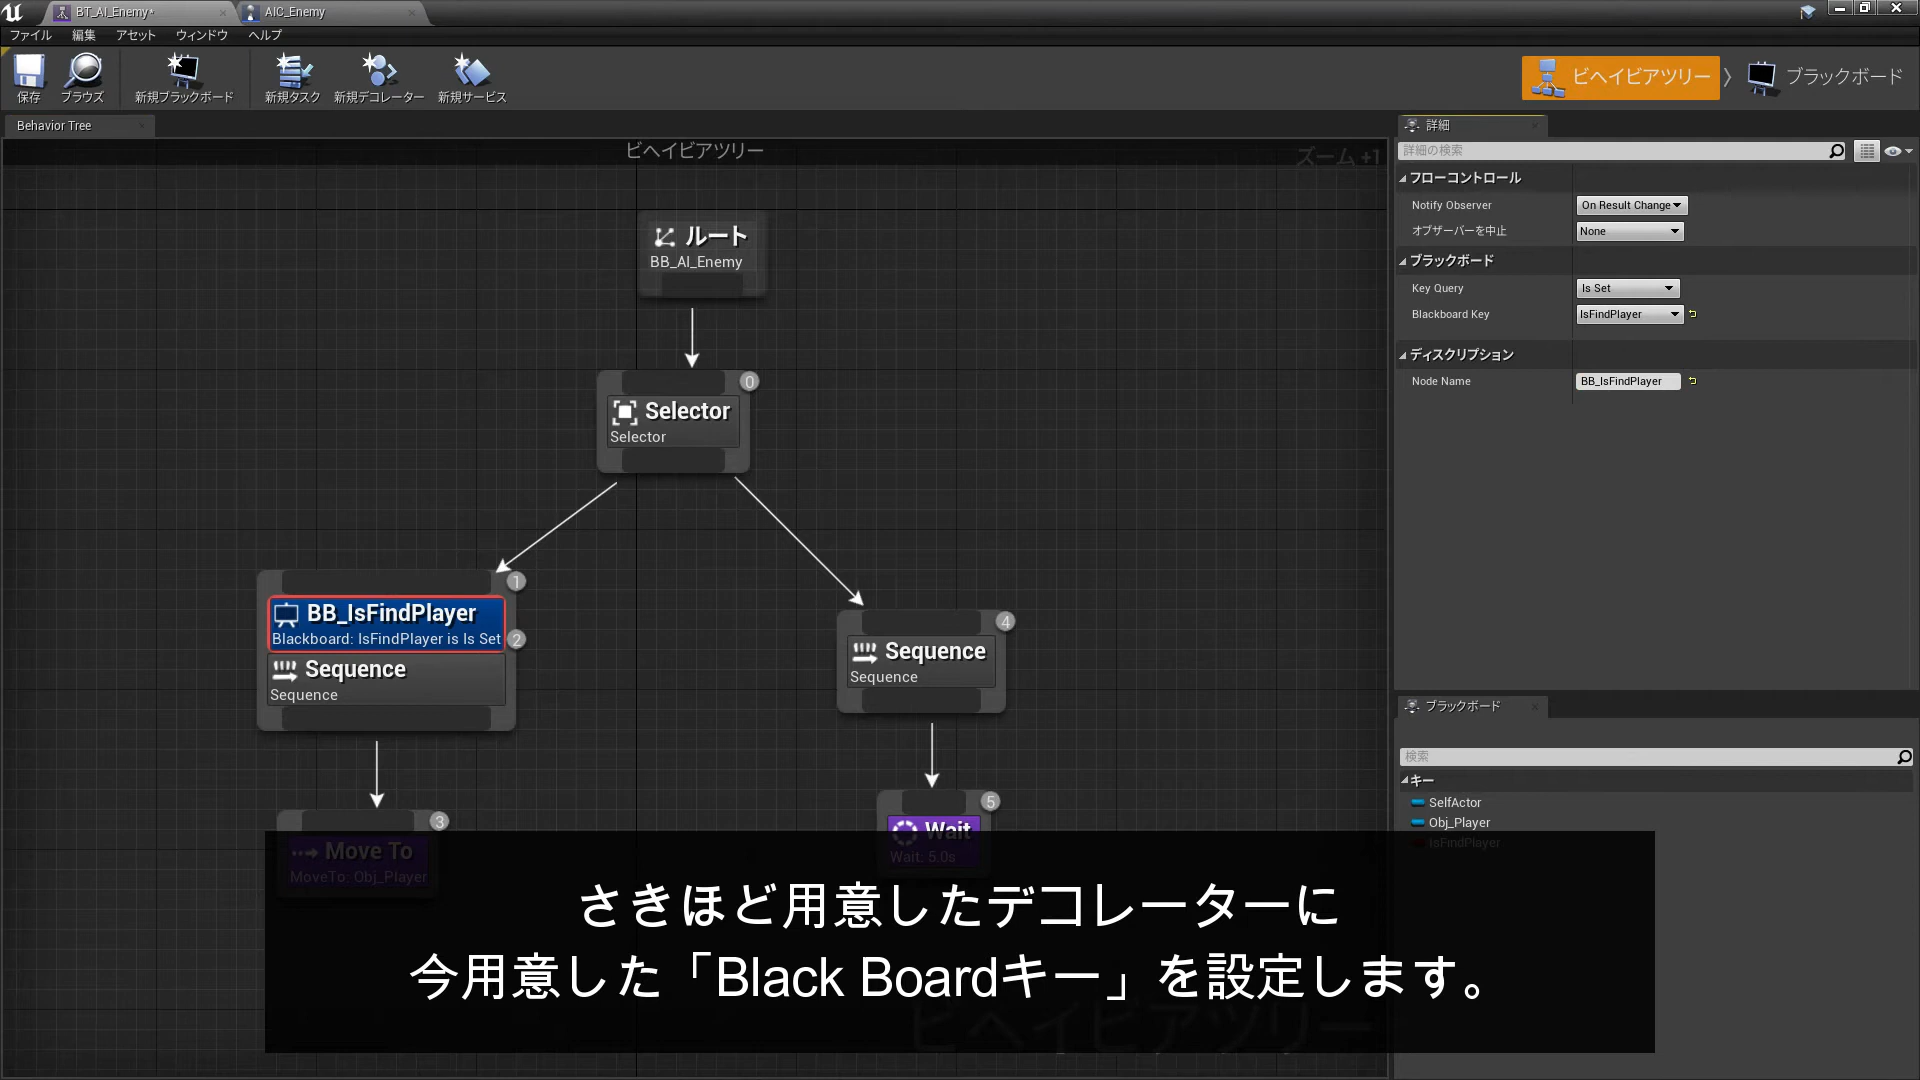 BT_AI_Enemy*
AIC_Enemy
ファイル 編集 アセット ウィンドウ ヘルプ
保存
ブラウズ
新規ブラックボード
新規タスク
新規デコレーター
新規サービス
ビヘイビアツリー
ブラックボード
Behavior Tree
ビヘイビアツリー
ズーム +1
ルート
BB_AI_Enemy
0
Selector
Selector
1
BB_IsFindPlayer
Blackboard: IsFindPlayer is Is Set
2
Sequence
Sequence
4
Sequence
Sequence
3
Move To
MoveTo: Obj_Player
5
Wait
Wait: 5.0s
詳細
詳細の検索
フローコントロール
Notify Observer On Result Change
オブザーバーを中止 None
ブラックボード
Key Query Is Set
Blackboard Key IsFindPlayer
ディスクリプション
Node Name BB_IsFindPlayer
ブラックボード
検索
キー
SelfActor
Obj_Player
IsFindPlayer
さきほど用意したデコレーターに
今用意した「Black Boardキー」を設定します。
ビヘイビアツリー